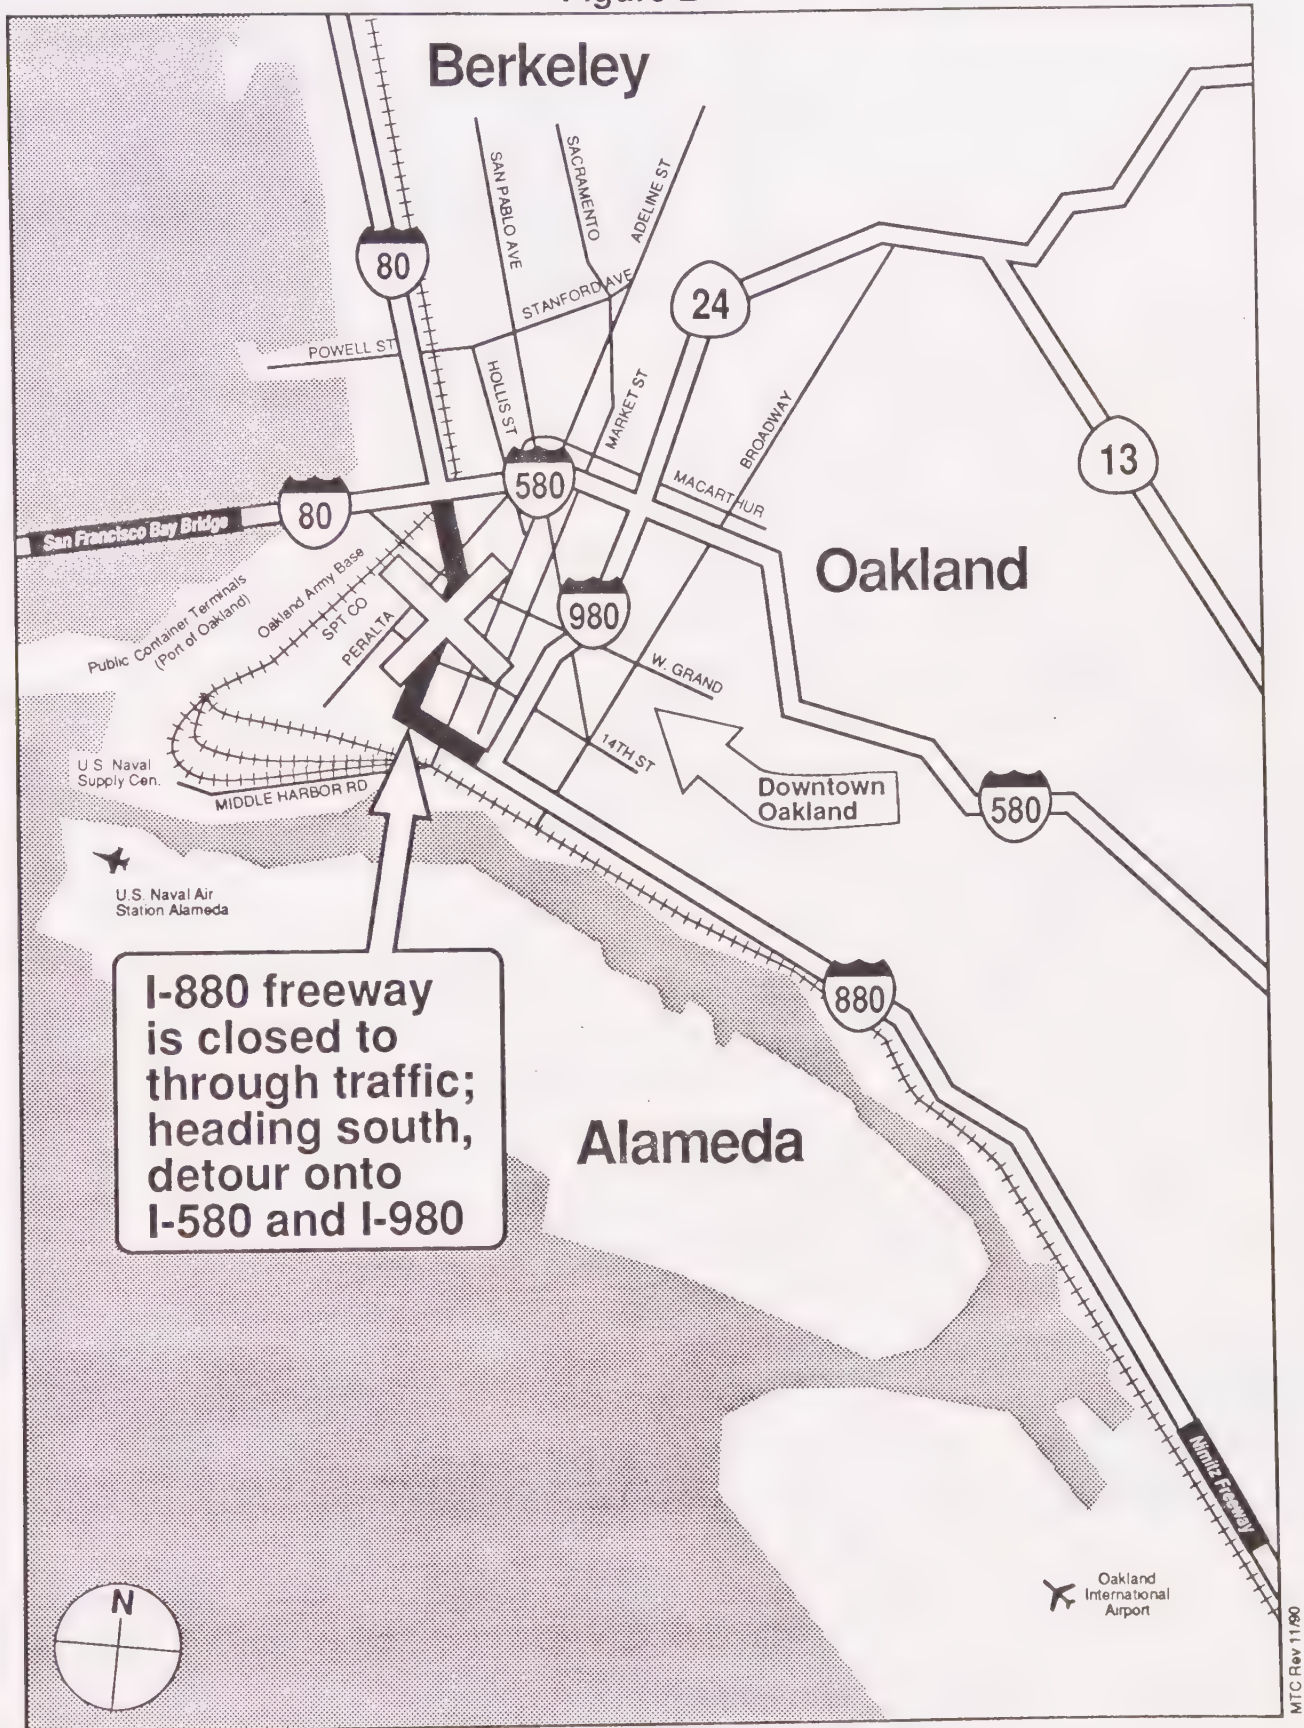 Berkeley
SAN PABLO AVE
SACRAMENTO
ADELINE ST
80
24
STANFORD AVE
POWELL ST
HOLLIS ST
MARKET ST
BROADWAY
13
580
MACARTHUR
80
San Francisco Bay Bridge
Oakland
Public Container Terminals
(Port of Oakland)
Oakland Army Base
SPT CO
PERALTA
980
W. GRAND
14TH ST
Downtown
Oakland
580
U.S. Naval
Supply Cen.
MIDDLE HARBOR RD
U.S. Naval Air
Station Alameda
I-880 freeway
is closed to
through traffic;
heading south,
detour onto
I-580 and I-980
880
Alameda
Nimitz Freeway
Oakland
International
Airport
N
MTC Rev 11/90